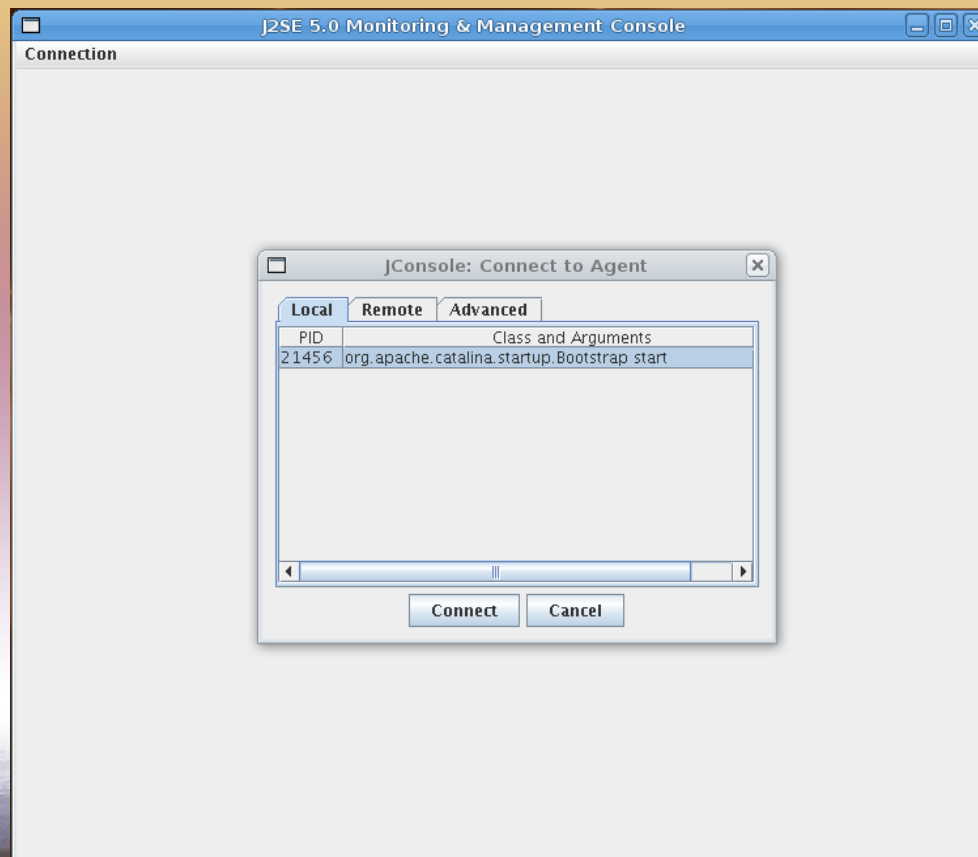 J2SE 5.0 Monitoring & Management Console
Connection
JConsole: Connect to Agent
Local Remote Advanced
PID Class and Arguments
21456 org.apache.catalina.startup.Bootstrap start
Connect Cancel